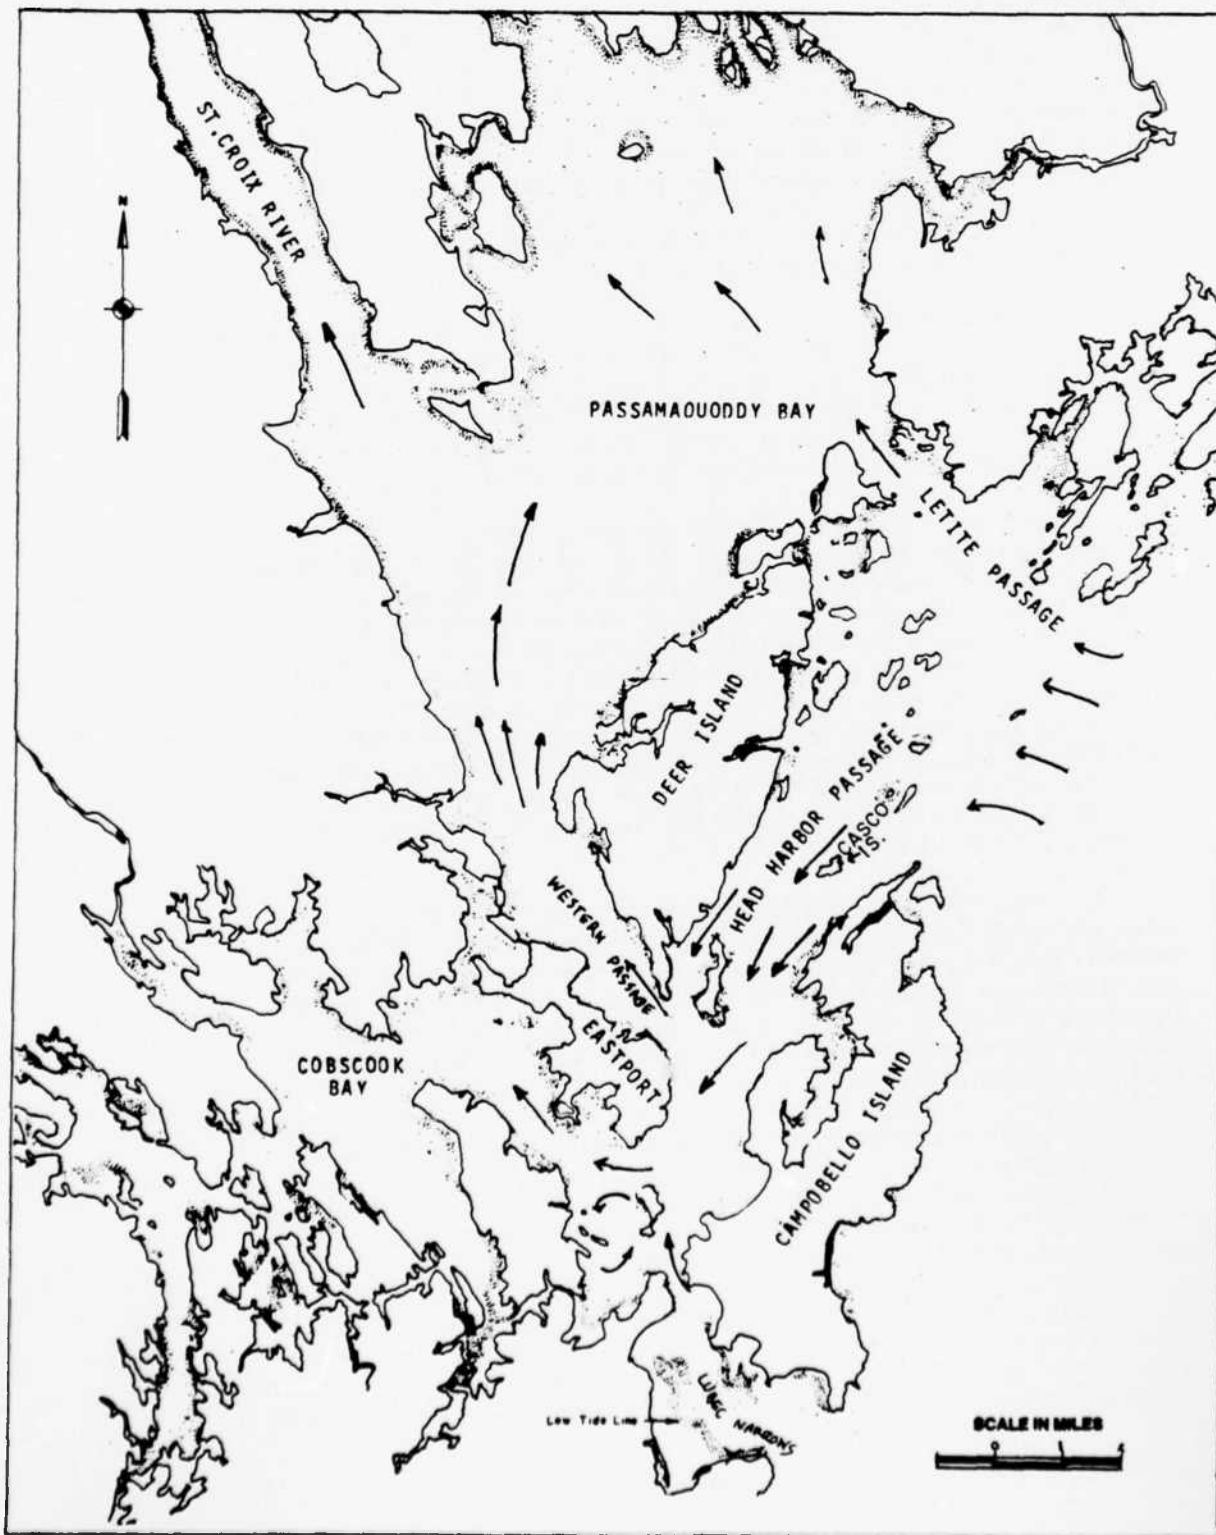 ST. CROIX RIVER
N
PASSAMAQUODDY BAY
LETITE PASSAGE
DEER ISLAND
HEAD HARBOR PASSAGE
CASCO
IS.
WESTERN PASSAGE
EASTPORT
COBSCOOK
BAY
CAMPOBELLO ISLAND
LUBEC NARROWS
Low Tide Line
SCALE IN MILES
0
1